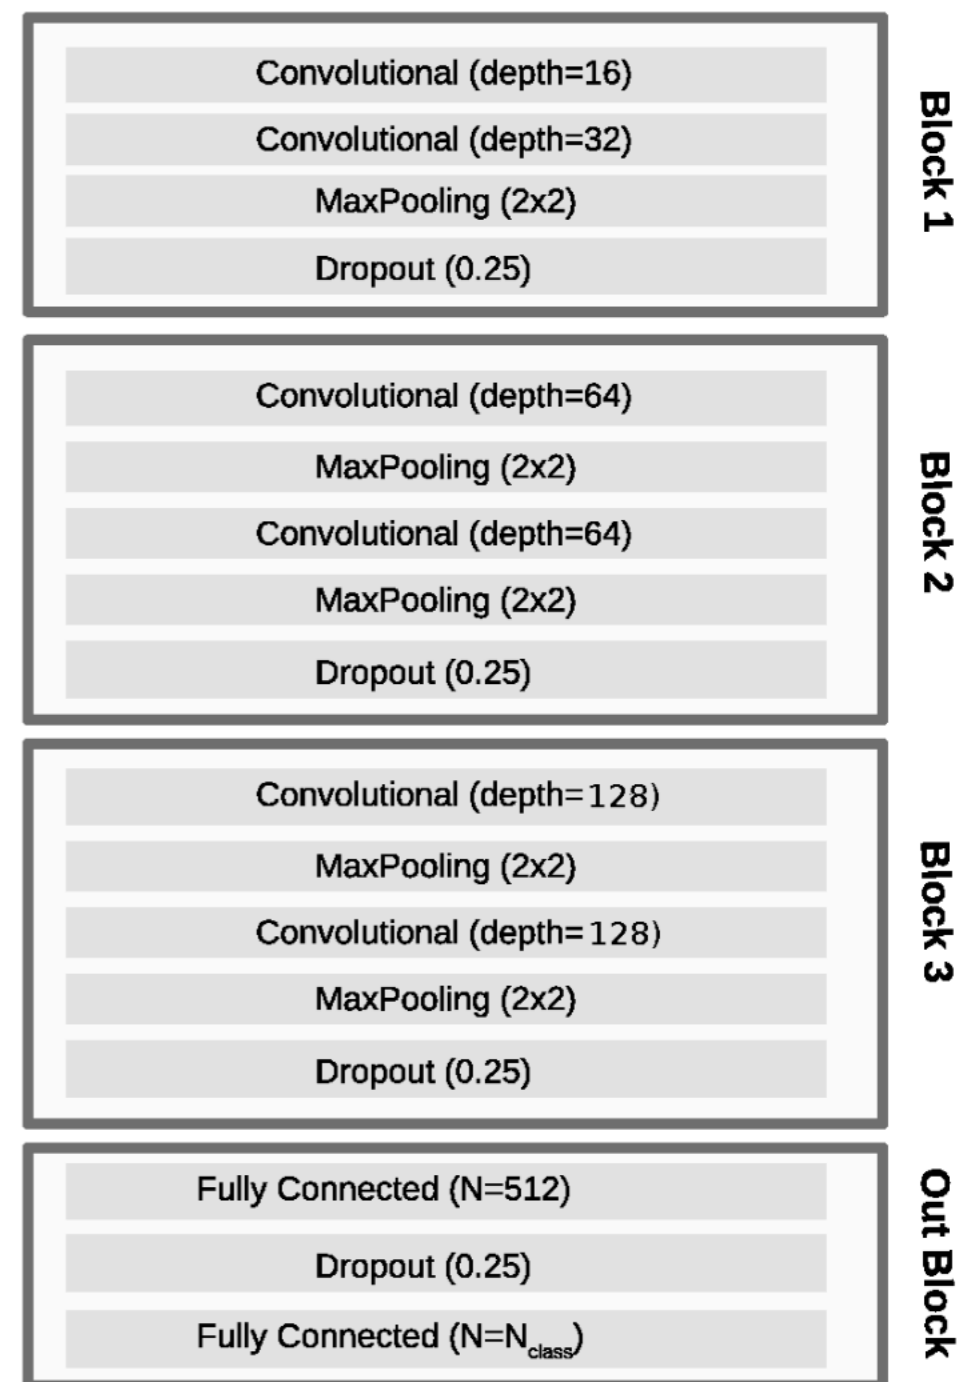 Convolutional (depth=16)
Convolutional (depth=32)
MaxPooling (2x2)
Dropout (0.25)
Block 1
Convolutional (depth=64)
MaxPooling (2x2)
Convolutional (depth=64)
MaxPooling (2x2)
Dropout (0.25)
Block 2
Convolutional (depth=128)
MaxPooling (2x2)
Convolutional (depth=128)
MaxPooling (2x2)
Dropout (0.25)
Block 3
Fully Connected (N=512)
Dropout (0.25)
Fully Connected (N=Nclass)
Out Block